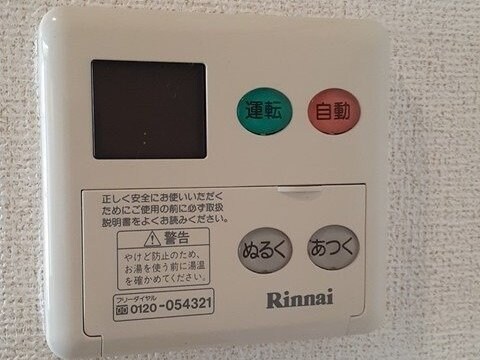 運転 自動
正しく安全にお使いいただく
ためにご使用の前に必ず取扱
説明書をよくお読みください。
警告
やけど防止のため、
お湯を使う前に湯温
を確かめてください。
ぬるく あつく
フリーダイヤル
0120-054321
Rinnai